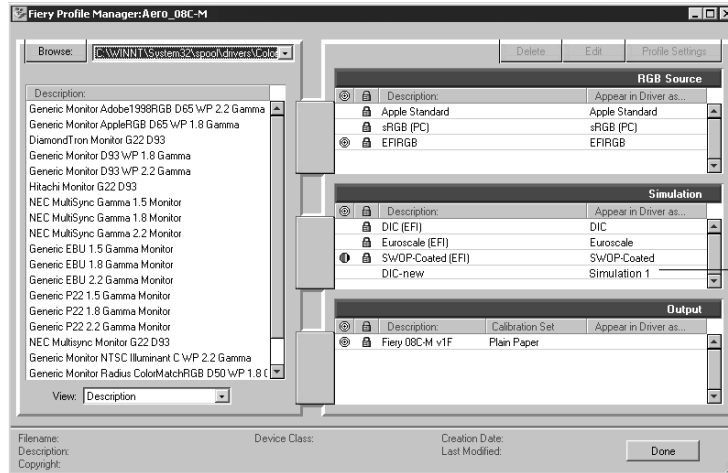 Fiery Profile Manager:Aero_08C-M
Browse:
C:\WINNT\System32\spool\drivers\Color
Delete
Edit
Profile Settings
Description:
Generic Monitor Adobe1998RGB D65 WP 2.2 Gamma
Generic Monitor AppleRGB D65 WP 1.8 Gamma
DiamondTron Monitor G22 D93
Generic Monitor D93 WP 1.8 Gamma
Generic Monitor D93 WP 2.2 Gamma
Hitachi Monitor G22 D93
NEC MultiSync Gamma 1.5 Monitor
NEC MultiSync Gamma 1.8 Monitor
NEC MultiSync Gamma 2.2 Monitor
Generic EBU 1.5 Gamma Monitor
Generic EBU 1.8 Gamma Monitor
Generic EBU 2.2 Gamma Monitor
Generic P22 1.5 Gamma Monitor
Generic P22 1.8 Gamma Monitor
Generic P22 2.2 Gamma Monitor
NEC Multisync Monitor G22 D93
Generic Monitor NTSC Illuminant C WP 2.2 Gamma
Generic Monitor Radius ColorMatchRGB D50 WP 1.8 G
View: Description
RGB Source
Description: Appear in Driver as...
Apple Standard Apple Standard
sRGB (PC) sRGB (PC)
EFIRGB EFIRGB
Simulation
Description: Appear in Driver as...
DIC (EFI) DIC
Euroscale (EFI) Euroscale
SWOP-Coated (EFI) SWOP-Coated
DIC-new Simulation 1
Output
Description: Calibration Set Appear in Driver as...
Fiery 08C-M v1F Plain Paper
Filename: Device Class: Creation Date:
Description: Last Modified:
Copyright:
Done